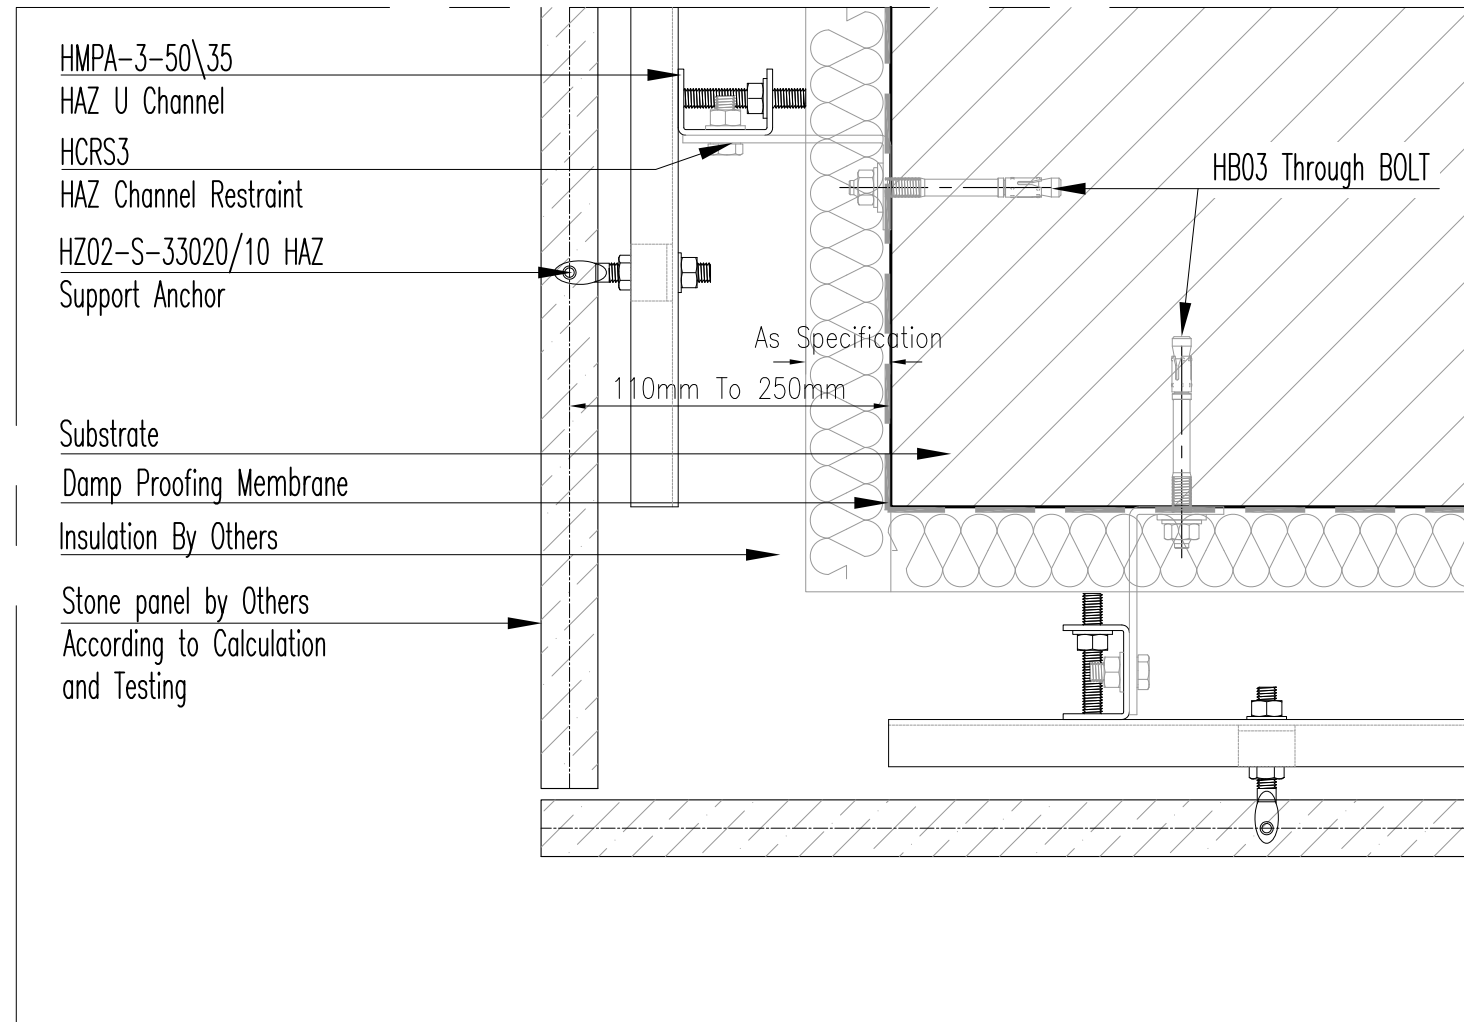 HMPA-3-50\35
HAZ U Channel
HCRS3
HAZ Channel Restraint
HZ02-S-33020/10 HAZ
Support Anchor
HB03 Through BOLT
As Specification
110mm To 250mm
Substrate
Damp Proofing Membrane
Insulation By Others
Stone panel by Others
According to Calculation
and Testing